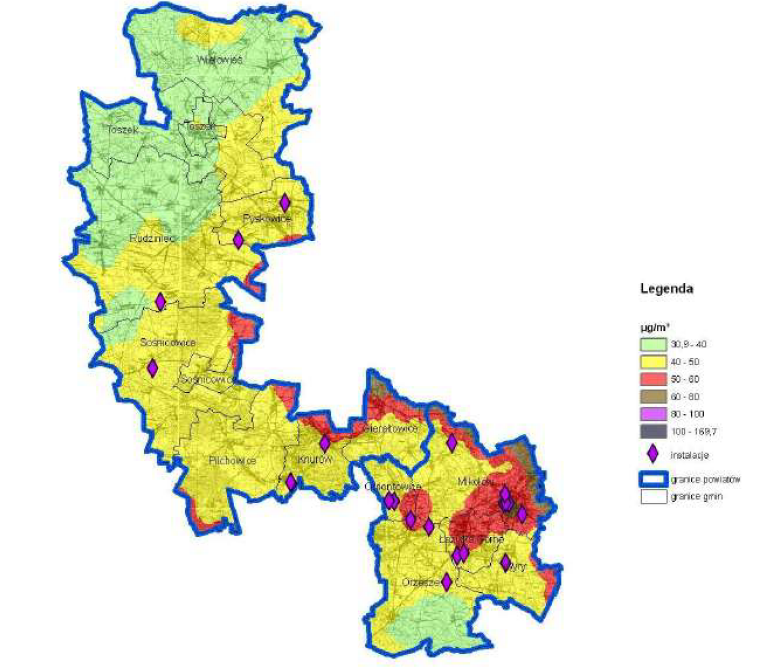 Wielowieś
Toszek
Toszek
Pyskowice
Rudziniec
Sośnicowice
Sośnicowice
Gierałtowice
Pilchowice
Knurów
Ornontowice
Mikołów
Łaziska Górne
Wyry
Orzesze
Legenda
µg/m³
30,9 - 40
40 - 50
50 - 60
60 - 80
80 - 100
100 - 169,7
instalacje
granice powiatów
granice gmin